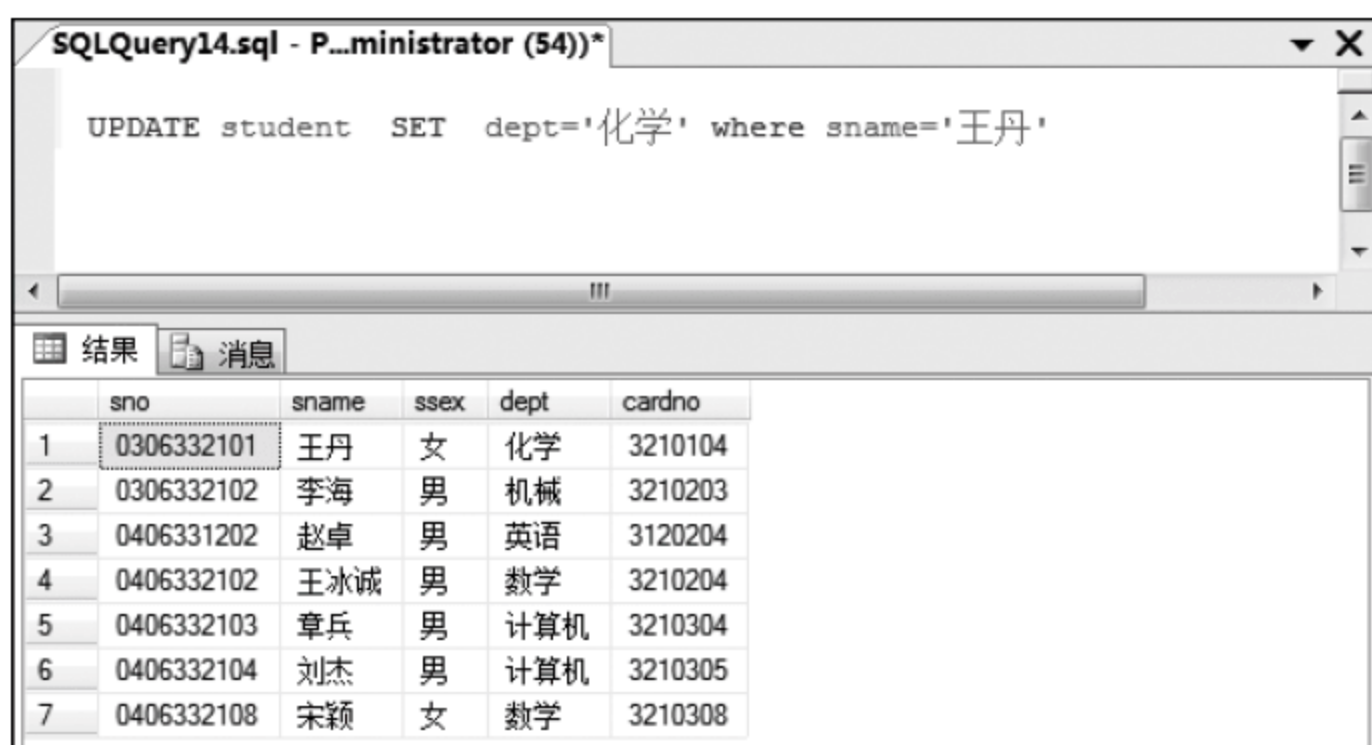 SQLQuery14.sql - P...ministrator (54))*
UPDATE student SET dept='化学' where sname='王丹'
结果 消息
sno sname ssex dept cardno
1 0306332101 王丹 女 化学 3210104
2 0306332102 李海 男 机械 3210203
3 0406331202 赵卓 男 英语 3120204
4 0406332102 王冰诚 男 数学 3210204
5 0406332103 章兵 男 计算机 3210304
6 0406332104 刘杰 男 计算机 3210305
7 0406332108 宋颖 女 数学 3210308